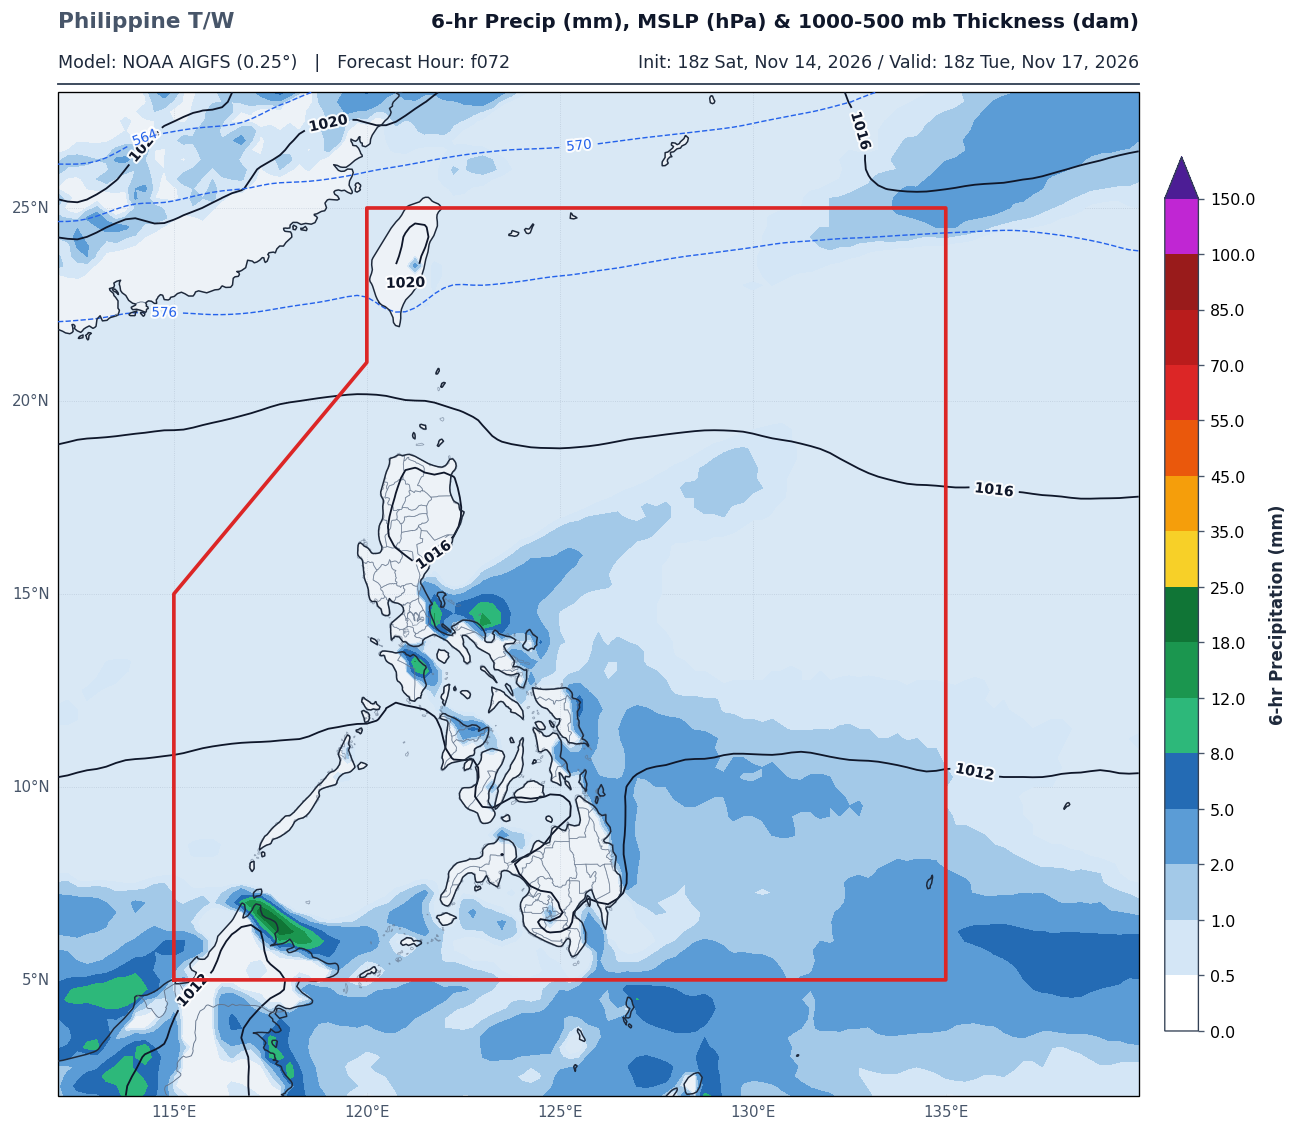 Philippine T/W
6-hr Precip (mm), MSLP (hPa) & 1000-500 mb Thickness (dam)
Model: NOAA AIGFS (0.25°) | Forecast Hour: f072
Init: 18z Sat, Nov 14, 2026 / Valid: 18z Tue, Nov 17, 2026
564
1020
570
1016
25°N
1020
576
20°N
1016
1016
15°N
1012
10°N
5°N
1012
115°E
120°E
125°E
130°E
135°E
150.0
100.0
85.0
70.0
55.0
45.0
35.0
25.0
18.0
12.0
8.0
5.0
2.0
1.0
0.5
0.0
6-hr Precipitation (mm)